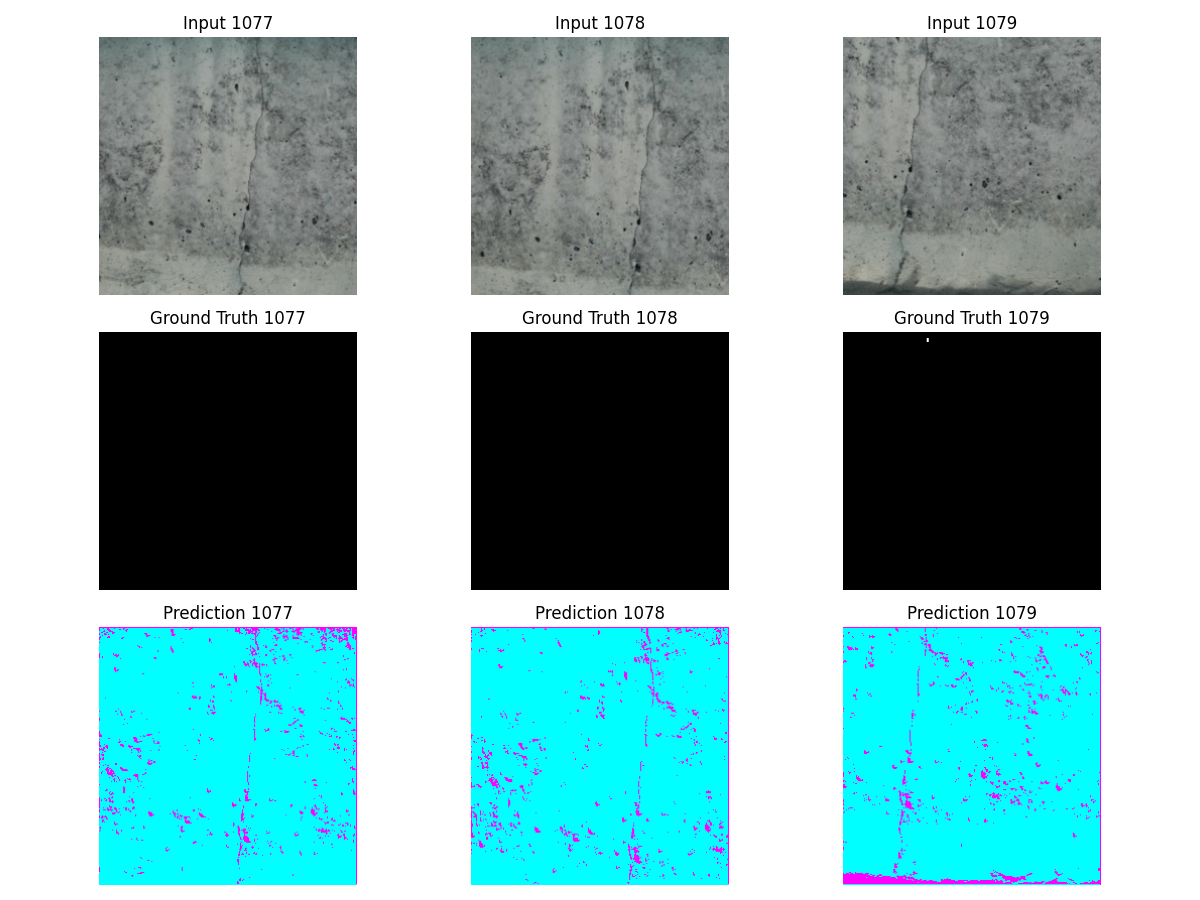 Input 1077
Input 1078
Input 1079
Ground Truth 1077
Ground Truth 1078
Ground Truth 1079
Prediction 1077
Prediction 1078
Prediction 1079